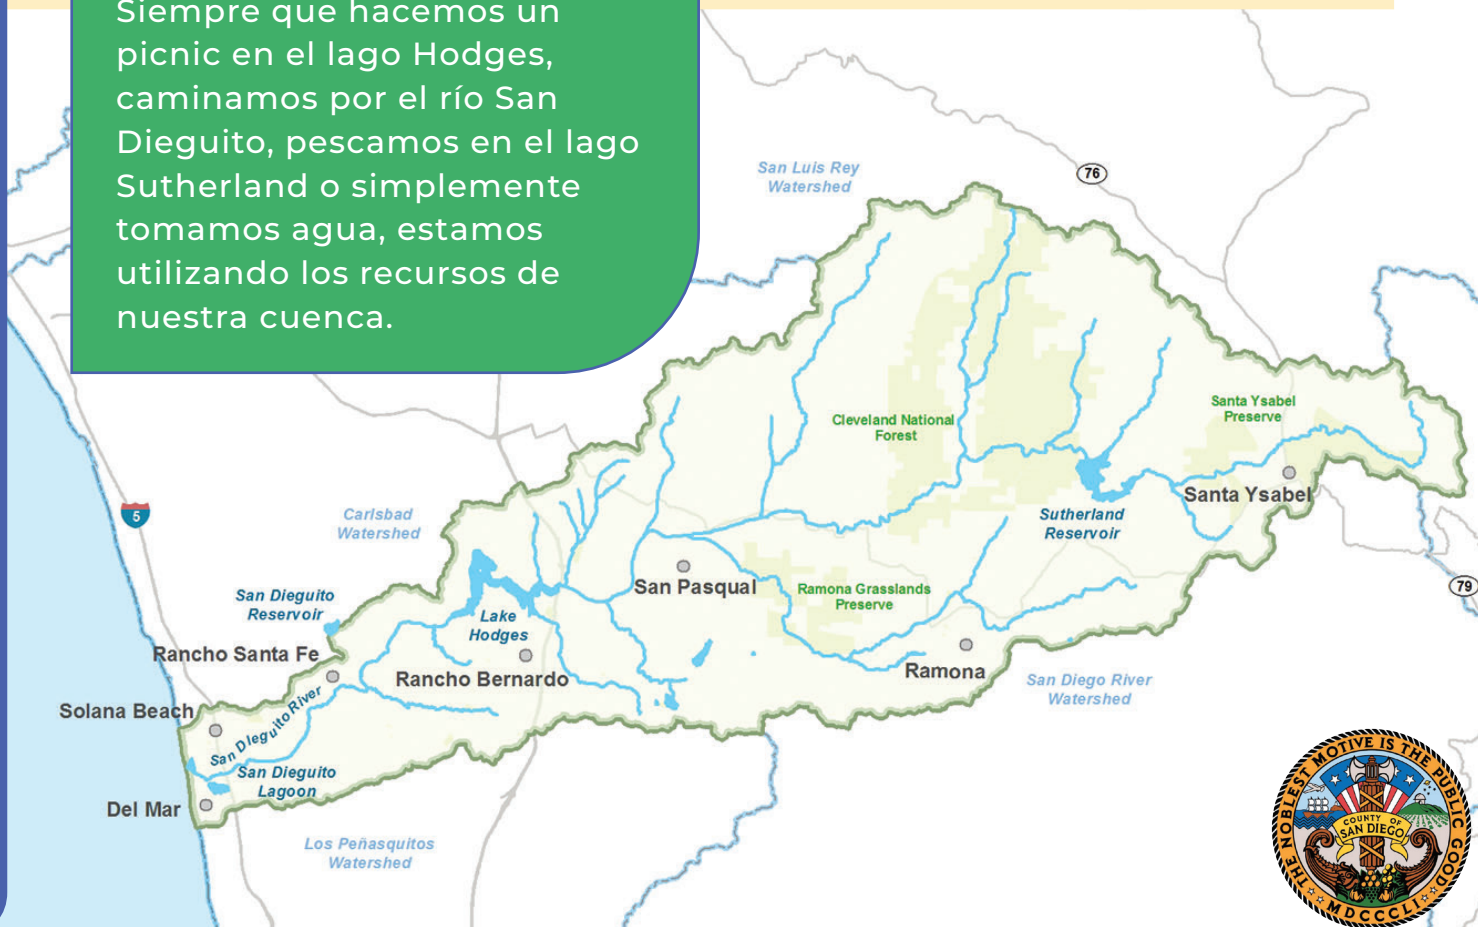 Siempre que hacemos un
picnic en el lago Hodges,
caminamos por el río San
Dieguito, pescamos en el lago
Sutherland o simplemente
tomamos agua, estamos
utilizando los recursos de
nuestra cuenca.
San Luis Rey
Watershed
76
Cleveland National
Forest
Santa Ysabel
Preserve
Santa Ysabel
Sutherland
Reservoir
5
Carlsbad
Watershed
San Pasqual
Ramona Grasslands
Preserve
79
San Dieguito
Reservoir
Lake
Hodges
Rancho Santa Fe
Rancho Bernardo
Ramona
San Diego River
Watershed
Solana Beach
San Dieguito River
San Dieguito
Lagoon
Del Mar
Los Peñasquitos
Watershed
THE NOBLEST MOTIVE IS THE PUBLIC GOOD
COUNTY OF
SAN DIEGO
MDCCCLI